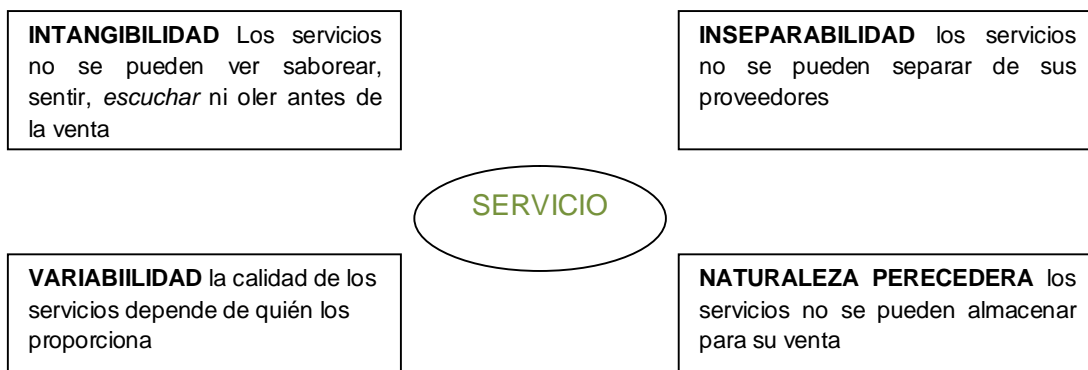 INTANGIBILIDAD Los servicios
no se pueden ver saborear,
sentir, escuchar ni oler antes de
la venta
INSEPARABILIDAD los servicios
no se pueden separar de sus
proveedores
SERVICIO
VARIABIILIDAD la calidad de los
servicios depende de quién los
proporciona
NATURALEZA PERECEDERA los
servicios no se pueden almacenar
para su venta